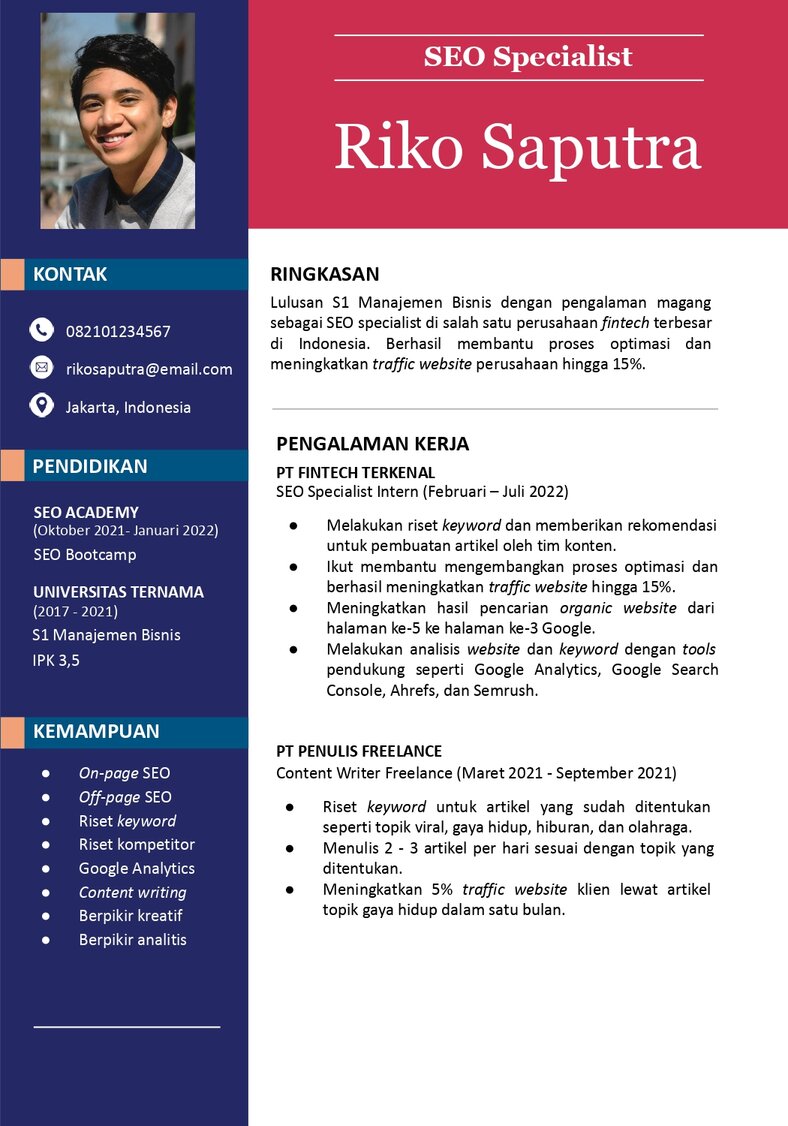 SEO Specialist
Riko Saputra
KONTAK
082101234567
rikosaputra@email.com
Jakarta, Indonesia
PENDIDIKAN
SEO ACADEMY
(Oktober 2021- Januari 2022)
SEO Bootcamp
UNIVERSITAS TERNAMA
(2017 - 2021)
S1 Manajemen Bisnis
IPK 3,5
KEMAMPUAN
● On-page SEO
● Off-page SEO
● Riset keyword
● Riset kompetitor
● Google Analytics
● Content writing
● Berpikir kreatif
● Berpikir analitis
RINGKASAN
Lulusan S1 Manajemen Bisnis dengan pengalaman magang
sebagai SEO specialist di salah satu perusahaan fintech terbesar
di Indonesia. Berhasil membantu proses optimasi dan
meningkatkan traffic website perusahaan hingga 15%.
PENGALAMAN KERJA
PT FINTECH TERKENAL
SEO Specialist Intern (Februari – Juli 2022)
● Melakukan riset keyword dan memberikan rekomendasi
untuk pembuatan artikel oleh tim konten.
● Ikut membantu mengembangkan proses optimasi dan
berhasil meningkatkan traffic website hingga 15%.
● Meningkatkan hasil pencarian organic website dari
halaman ke-5 ke halaman ke-3 Google.
● Melakukan analisis website dan keyword dengan tools
pendukung seperti Google Analytics, Google Search
Console, Ahrefs, dan Semrush.
PT PENULIS FREELANCE
Content Writer Freelance (Maret 2021 - September 2021)
● Riset keyword untuk artikel yang sudah ditentukan
seperti topik viral, gaya hidup, hiburan, dan olahraga.
● Menulis 2 - 3 artikel per hari sesuai dengan topik yang
ditentukan.
● Meningkatkan 5% traffic website klien lewat artikel
topik gaya hidup dalam satu bulan.